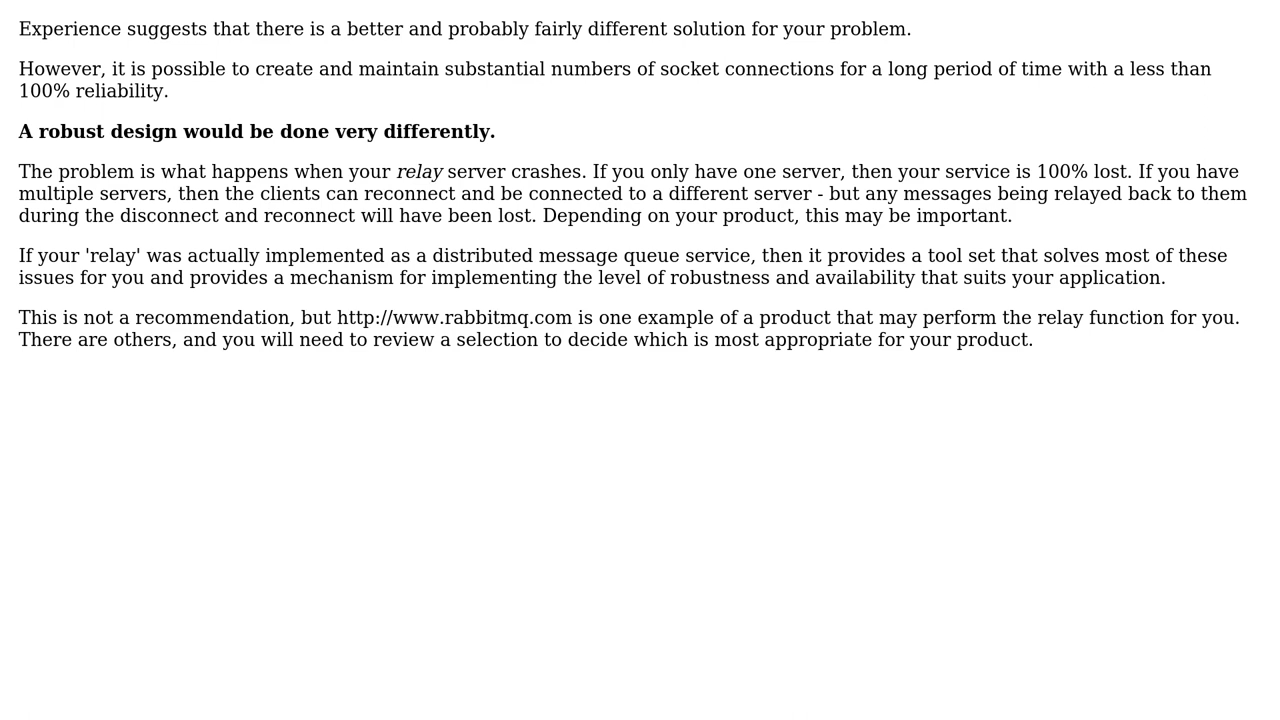 Experience suggests that there is a better and probably fairly different solution for your problem.
However, it is possible to create and maintain substantial numbers of socket connections for a long period of time with a less than
100% reliability.
A robust design would be done very differently.
The problem is what happens when your relay server crashes. If you only have one server, then your service is 100% lost. If you have
multiple servers, then the clients can reconnect and be connected to a different server - but any messages being relayed back to them
during the disconnect and reconnect will have been lost. Depending on your product, this may be important.
If your 'relay' was actually implemented as a distributed message queue service, then it provides a tool set that solves most of these
issues for you and provides a mechanism for implementing the level of robustness and availability that suits your application.
This is not a recommendation, but http://www.rabbitmq.com is one example of a product that may perform the relay function for you.
There are others, and you will need to review a selection to decide which is most appropriate for your product.